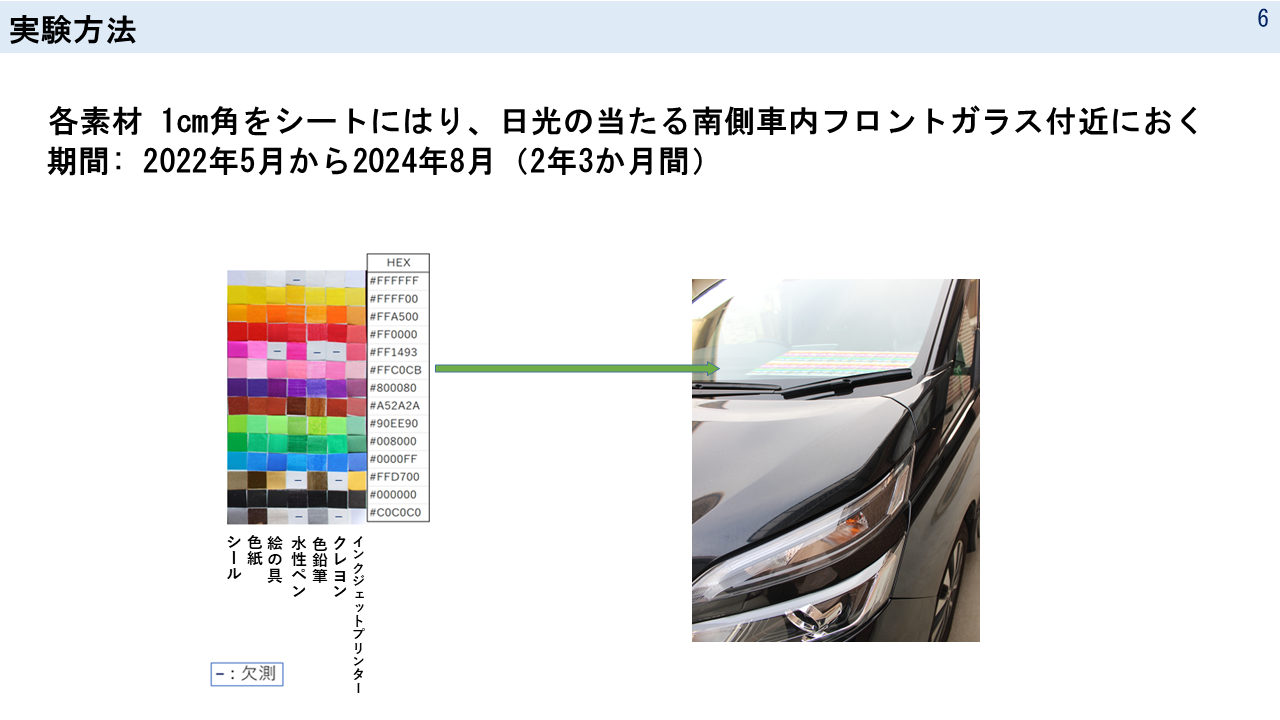 実験方法
6
各素材 1cm角をシートにはり、日光の当たる南側車内フロントガラス付近におく
期間: 2022年5月から2024年8月（2年3か月間）
HEX
#FFFFFF
#FFFF00
#FFA500
#FF0000
#FF1493
#FFC0CB
#800080
#A52A2A
#90EE90
#008000
#0000FF
#FFD700
#000000
#C0C0C0
シール
色紙
絵の具
水性ペン
色鉛筆
クレヨン
インクジェットプリンター
−：欠測